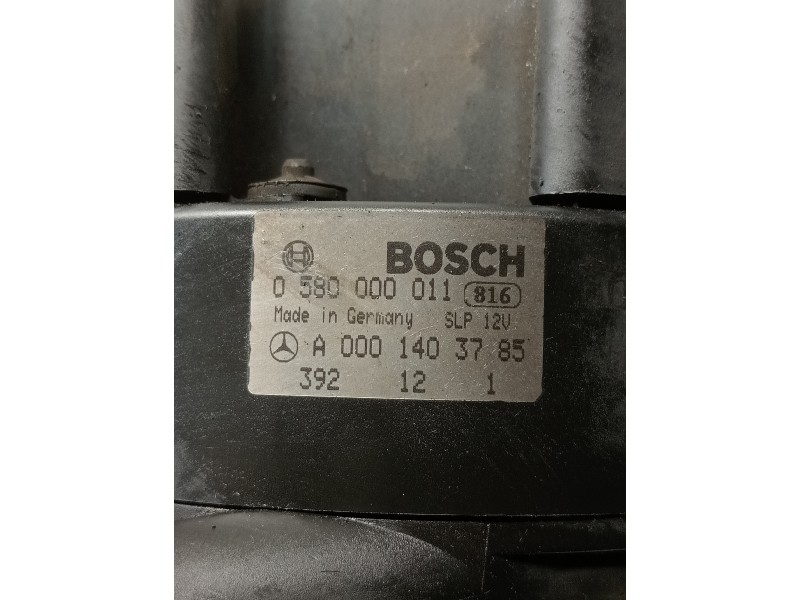 BOSCH
0 580 000 011 816
Made in Germany SLP 12V
A 000 140 37 85
392 12 1